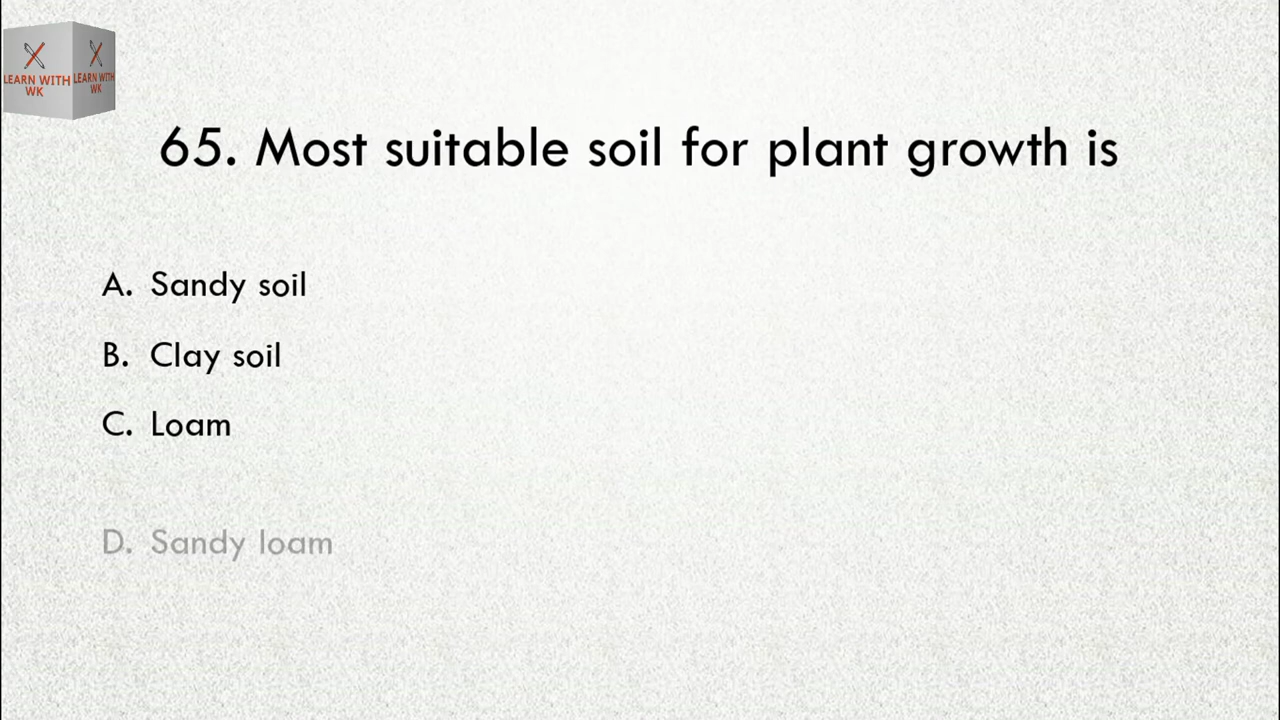 LEARN WITH
WK
LEARN WITH
WK
65. Most suitable soil for plant growth is
A. Sandy soil
B. Clay soil
C. Loam
D. Sandy loam